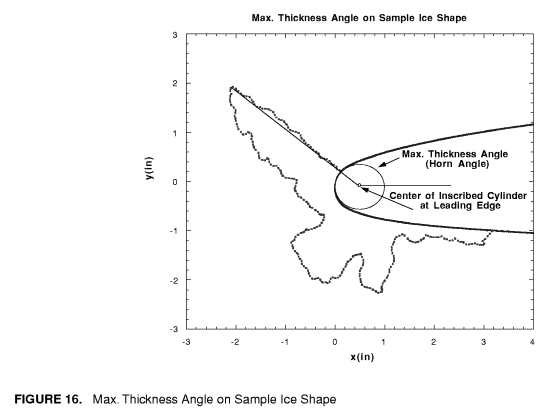 Max. Thickness Angle on Sample Ice Shape
3
2
1
0
-1
-2
-3
y(in)
Max. Thickness Angle
(Horn Angle)
Center of Inscribed Cylinder
at Leading Edge
-3 -2 -1 0 1 2 3 4
x(in)
FIGURE 16. Max. Thickness Angle on Sample Ice Shape